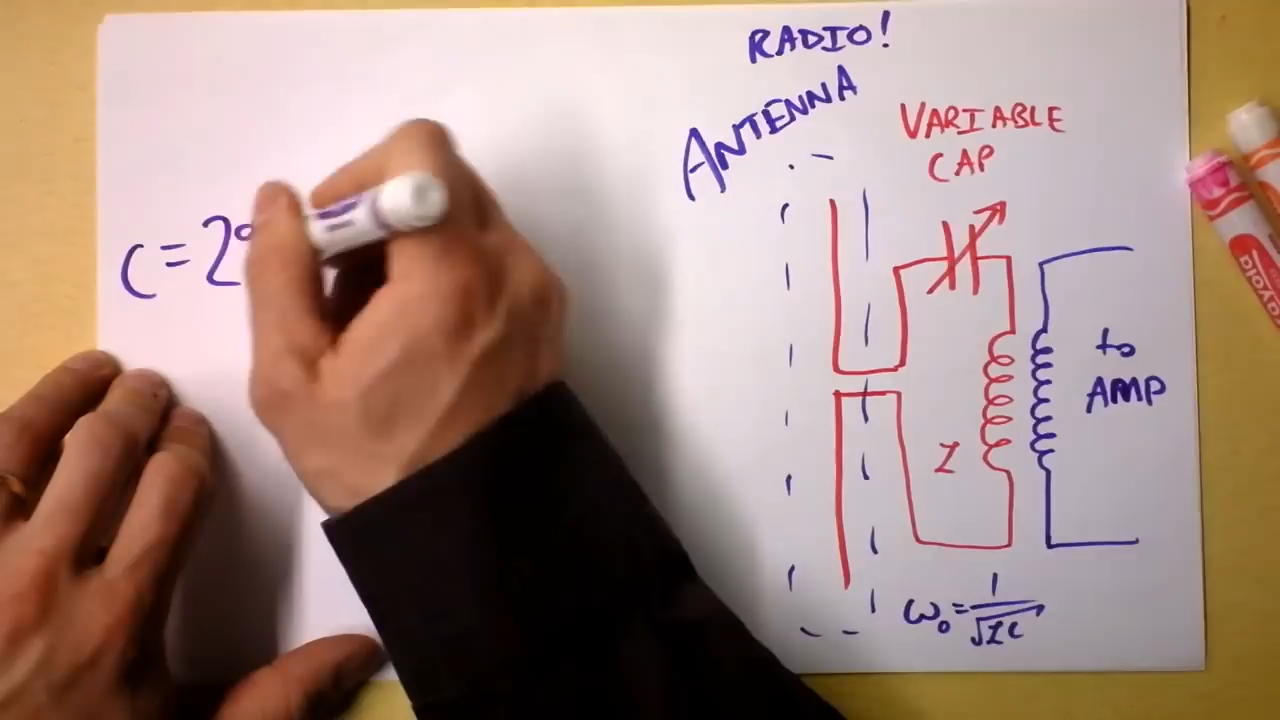 RADIO!
ANTENNA
VARIABLE
CAP
C=2
to
AMP
L
ω₀=1/√LC